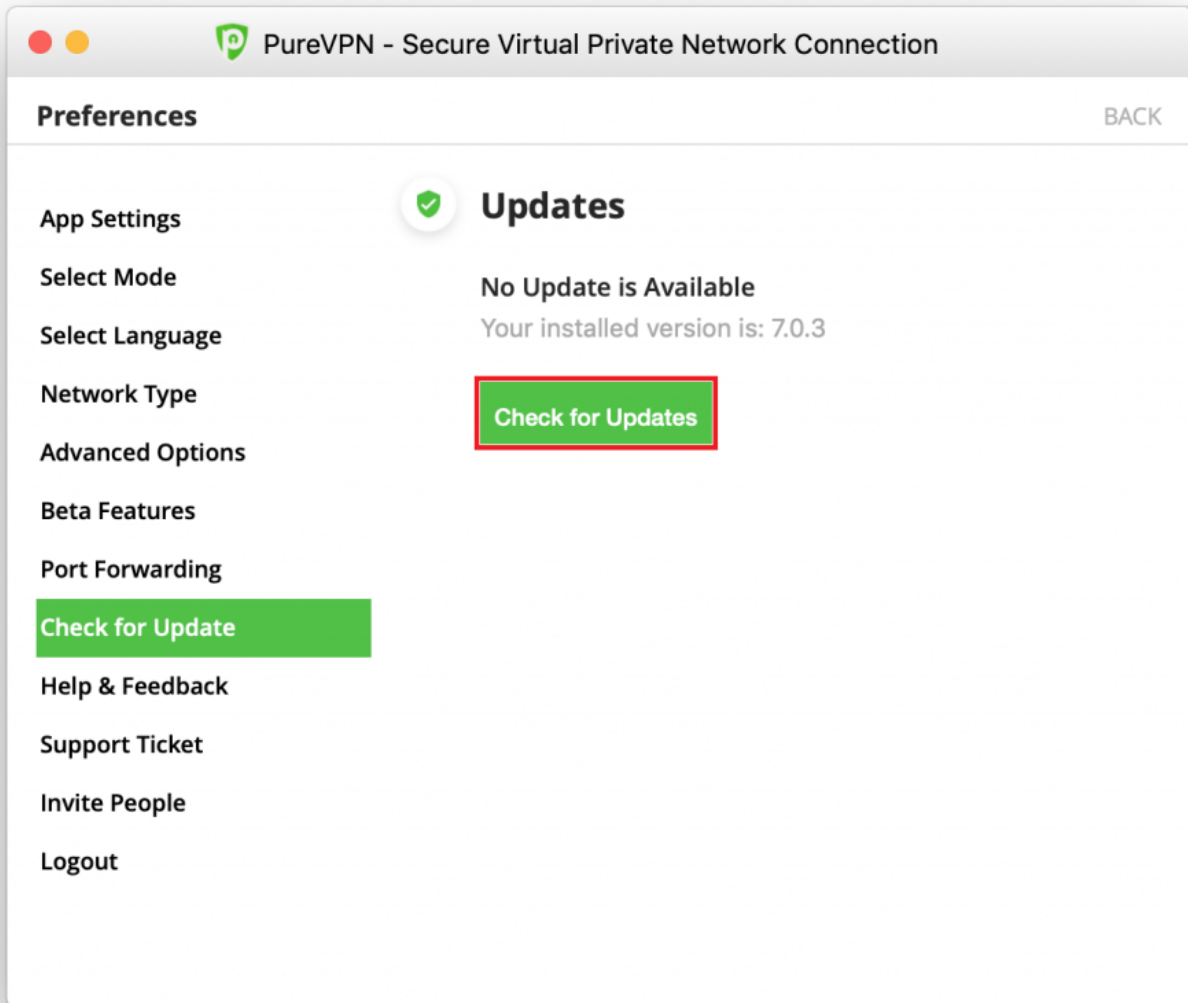 PureVPN - Secure Virtual Private Network Connection
Preferences
BACK
App Settings
Select Mode
Select Language
Network Type
Advanced Options
Beta Features
Port Forwarding
Check for Update
Help & Feedback
Support Ticket
Invite People
Logout
Updates
No Update is Available
Your installed version is: 7.0.3
Check for Updates